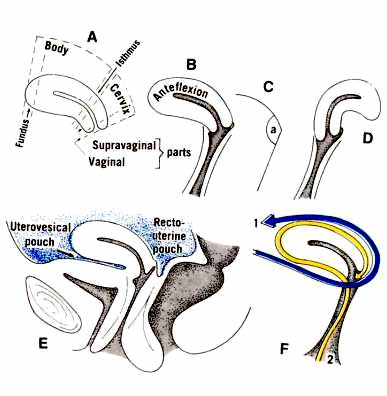 A
Body
Isthmus
Cervix
Fundus
Supravaginal
Vaginal
parts
B
Anteflexion
C
a
D
Uterovesical
pouch
Recto-
uterine
pouch
E
1
2
F